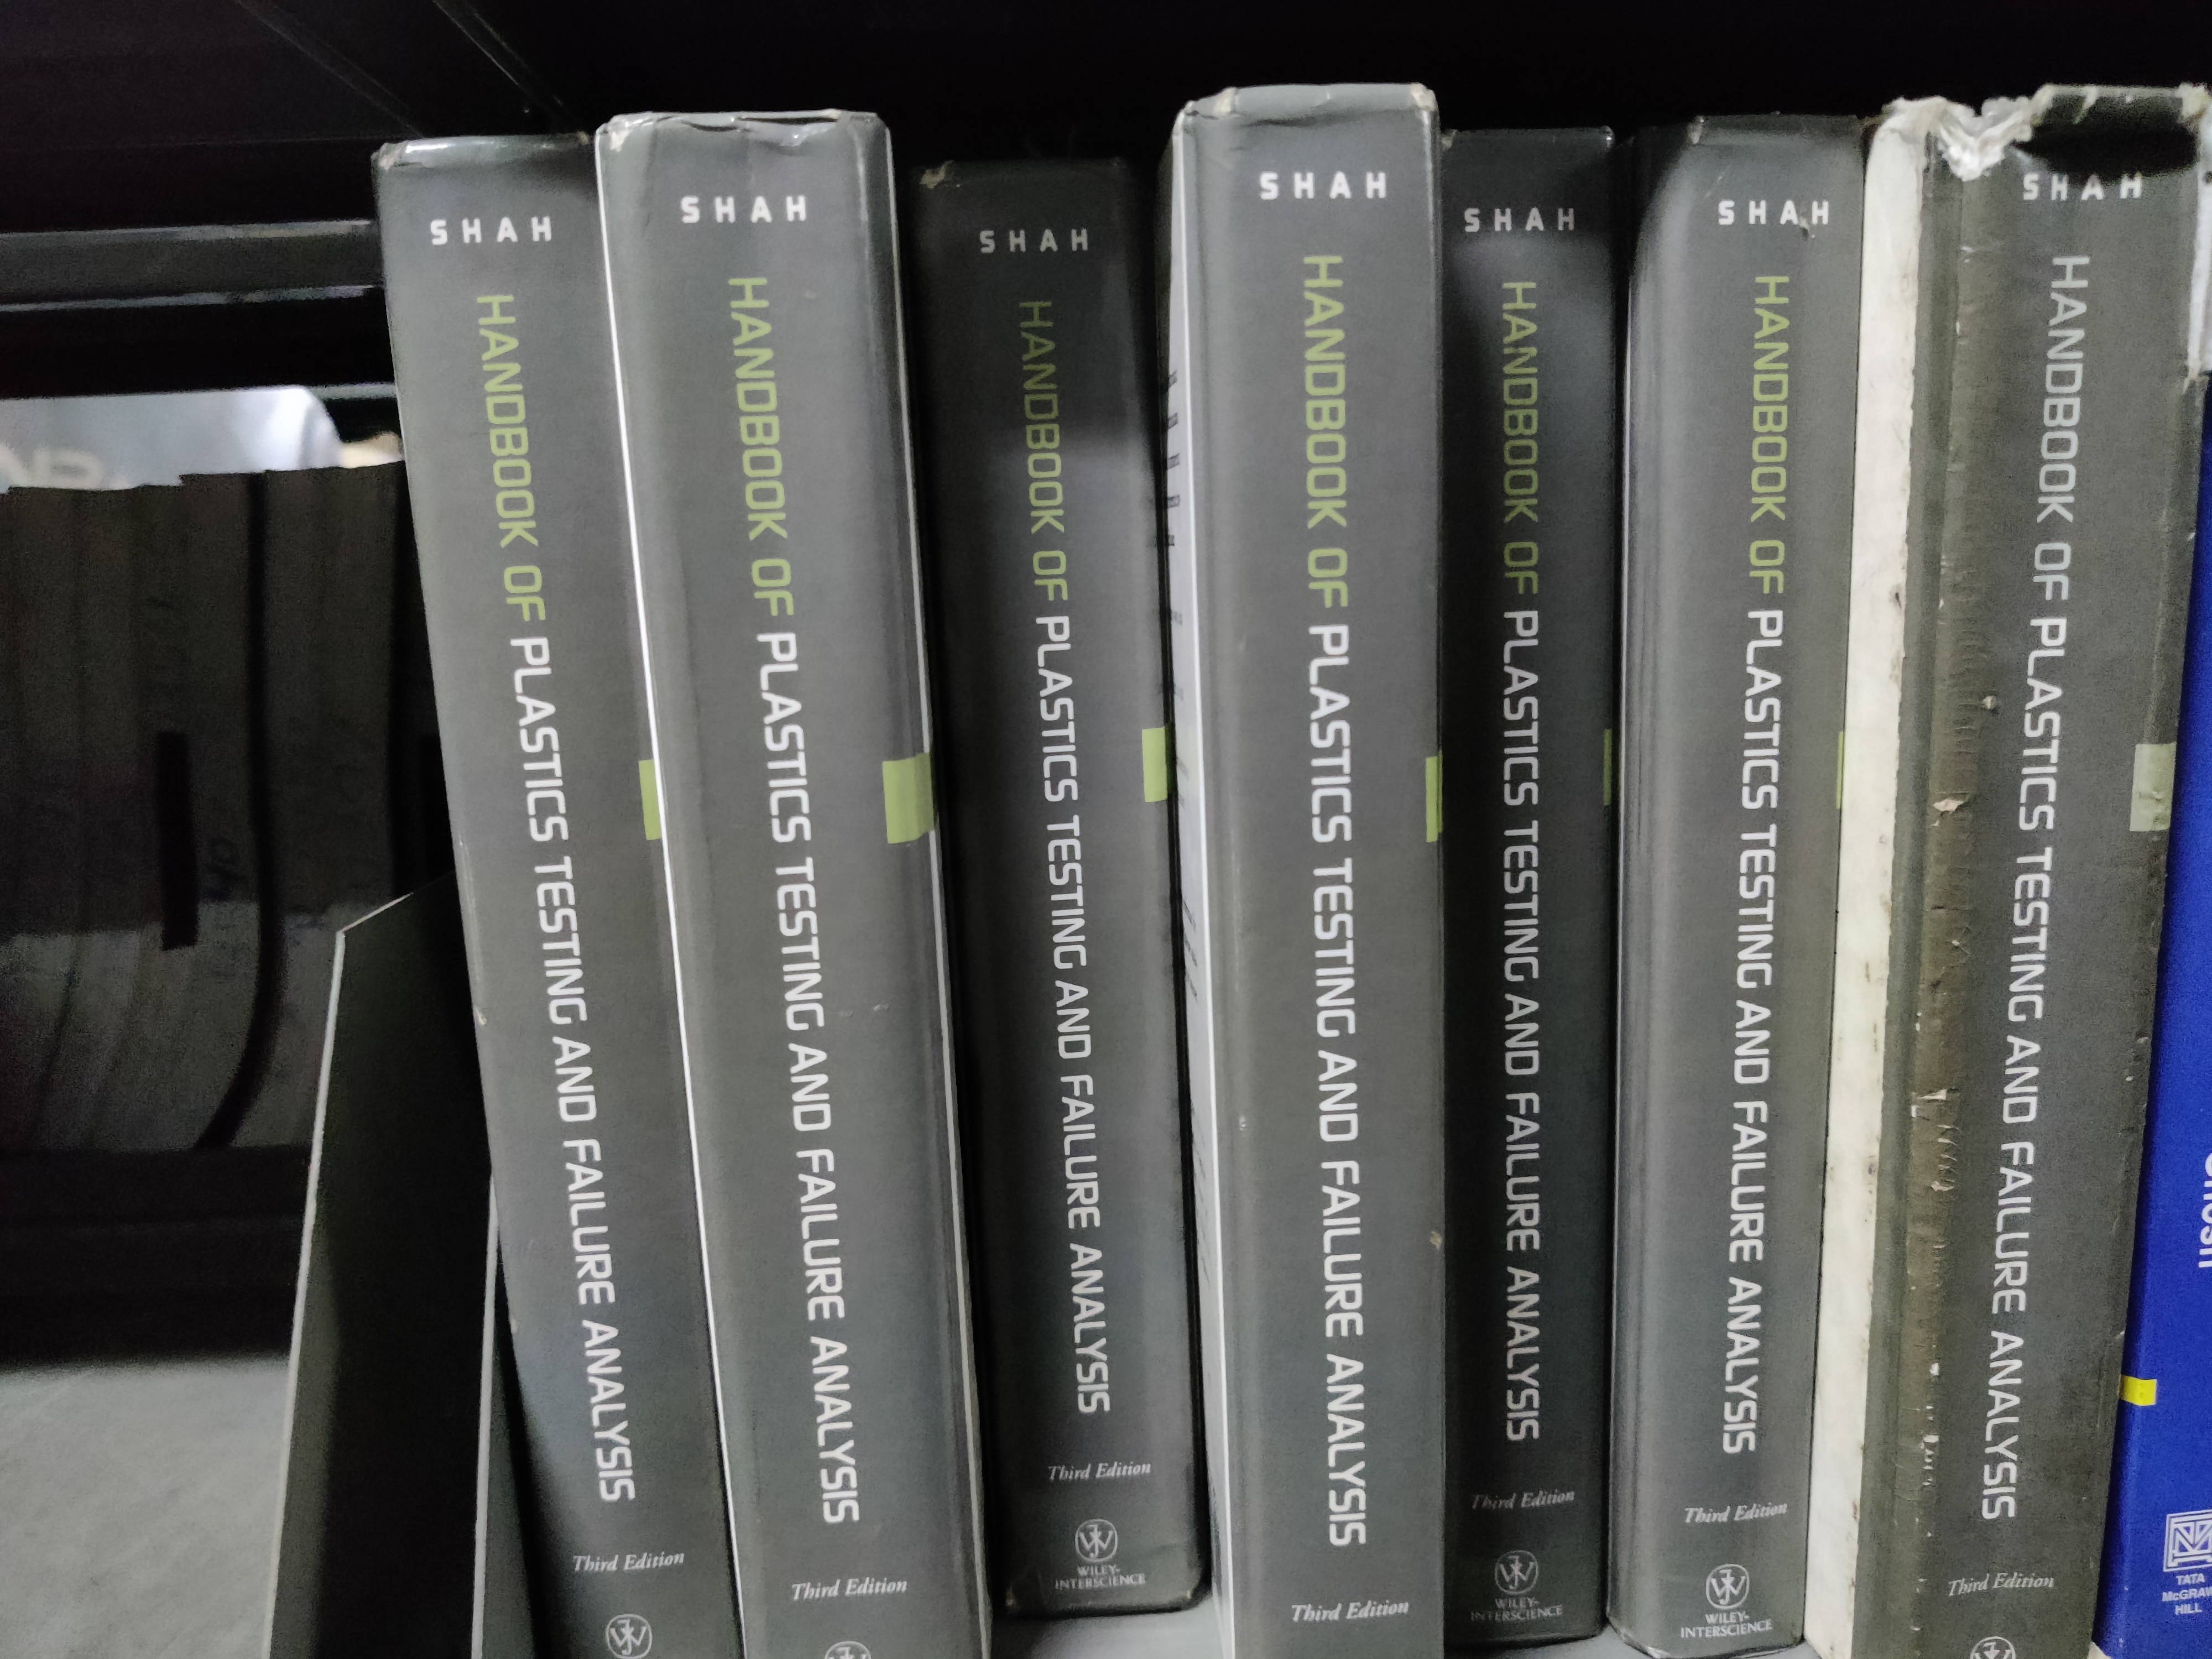 SHAH
HANDBOOK OF PLASTICS TESTING AND FAILURE ANALYSIS
Third Edition
SHAH
HANDBOOK OF PLASTICS TESTING AND FAILURE ANALYSIS
Third Edition
SHAH
HANDBOOK OF PLASTICS TESTING AND FAILURE ANALYSIS
Third Edition
WILEY-
INTERSCIENCE
SHAH
HANDBOOK OF PLASTICS TESTING AND FAILURE ANALYSIS
Third Edition
SHAH
HANDBOOK OF PLASTICS TESTING AND FAILURE ANALYSIS
Third Edition
WILEY-
INTERSCIENCE
SHAH
HANDBOOK OF PLASTICS TESTING AND FAILURE ANALYSIS
Third Edition
WILEY-
INTERSCIENCE
SHAH
HANDBOOK OF PLASTICS TESTING AND FAILURE ANALYSIS
Third Edition
TATA
McGRAW
HILL